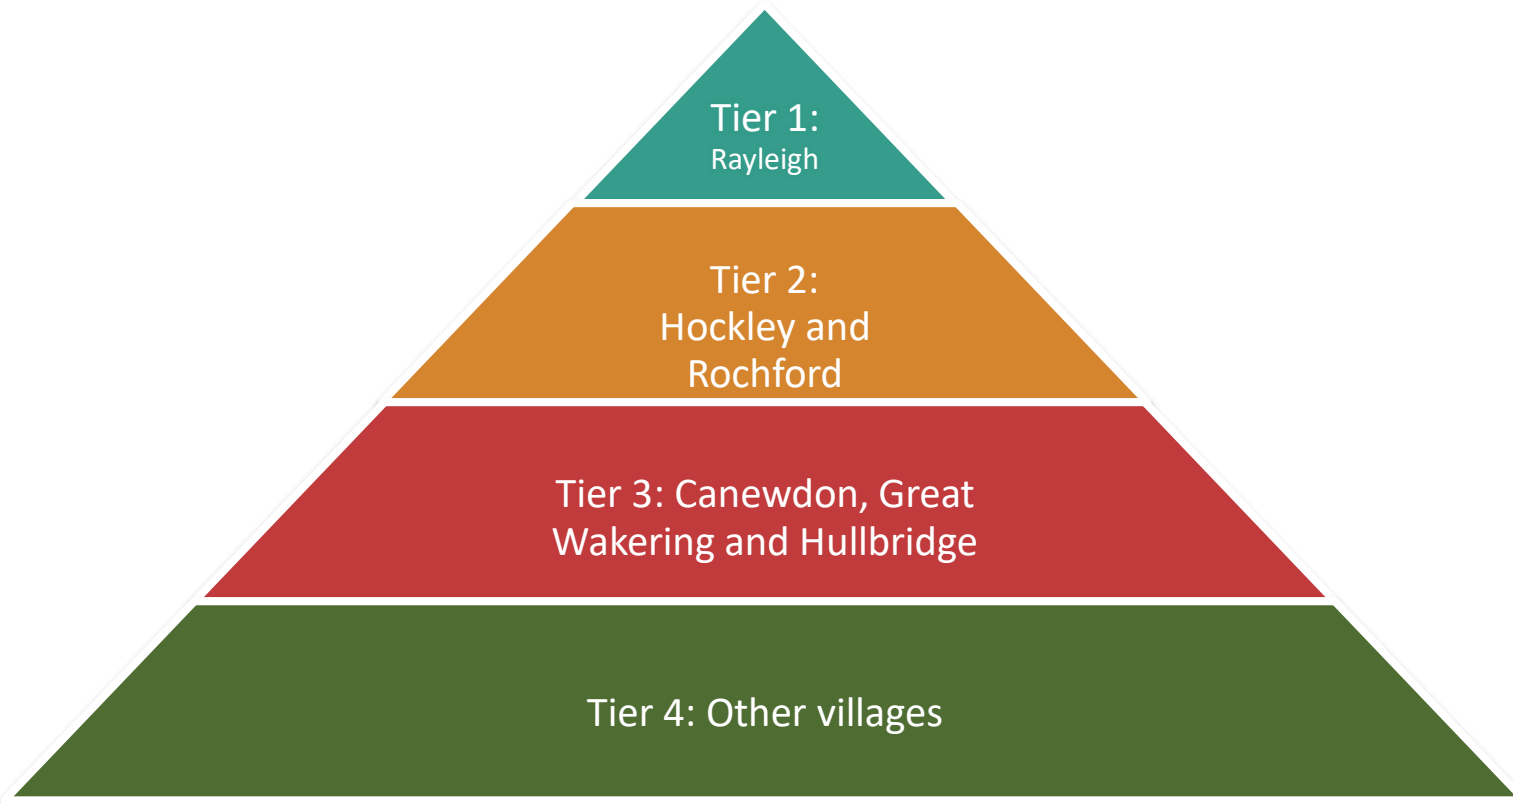 Tier 1:
Rayleigh
Tier 2:
Hockley and
Rochford
Tier 3: Canewdon, Great
Wakering and Hullbridge
Tier 4: Other villages